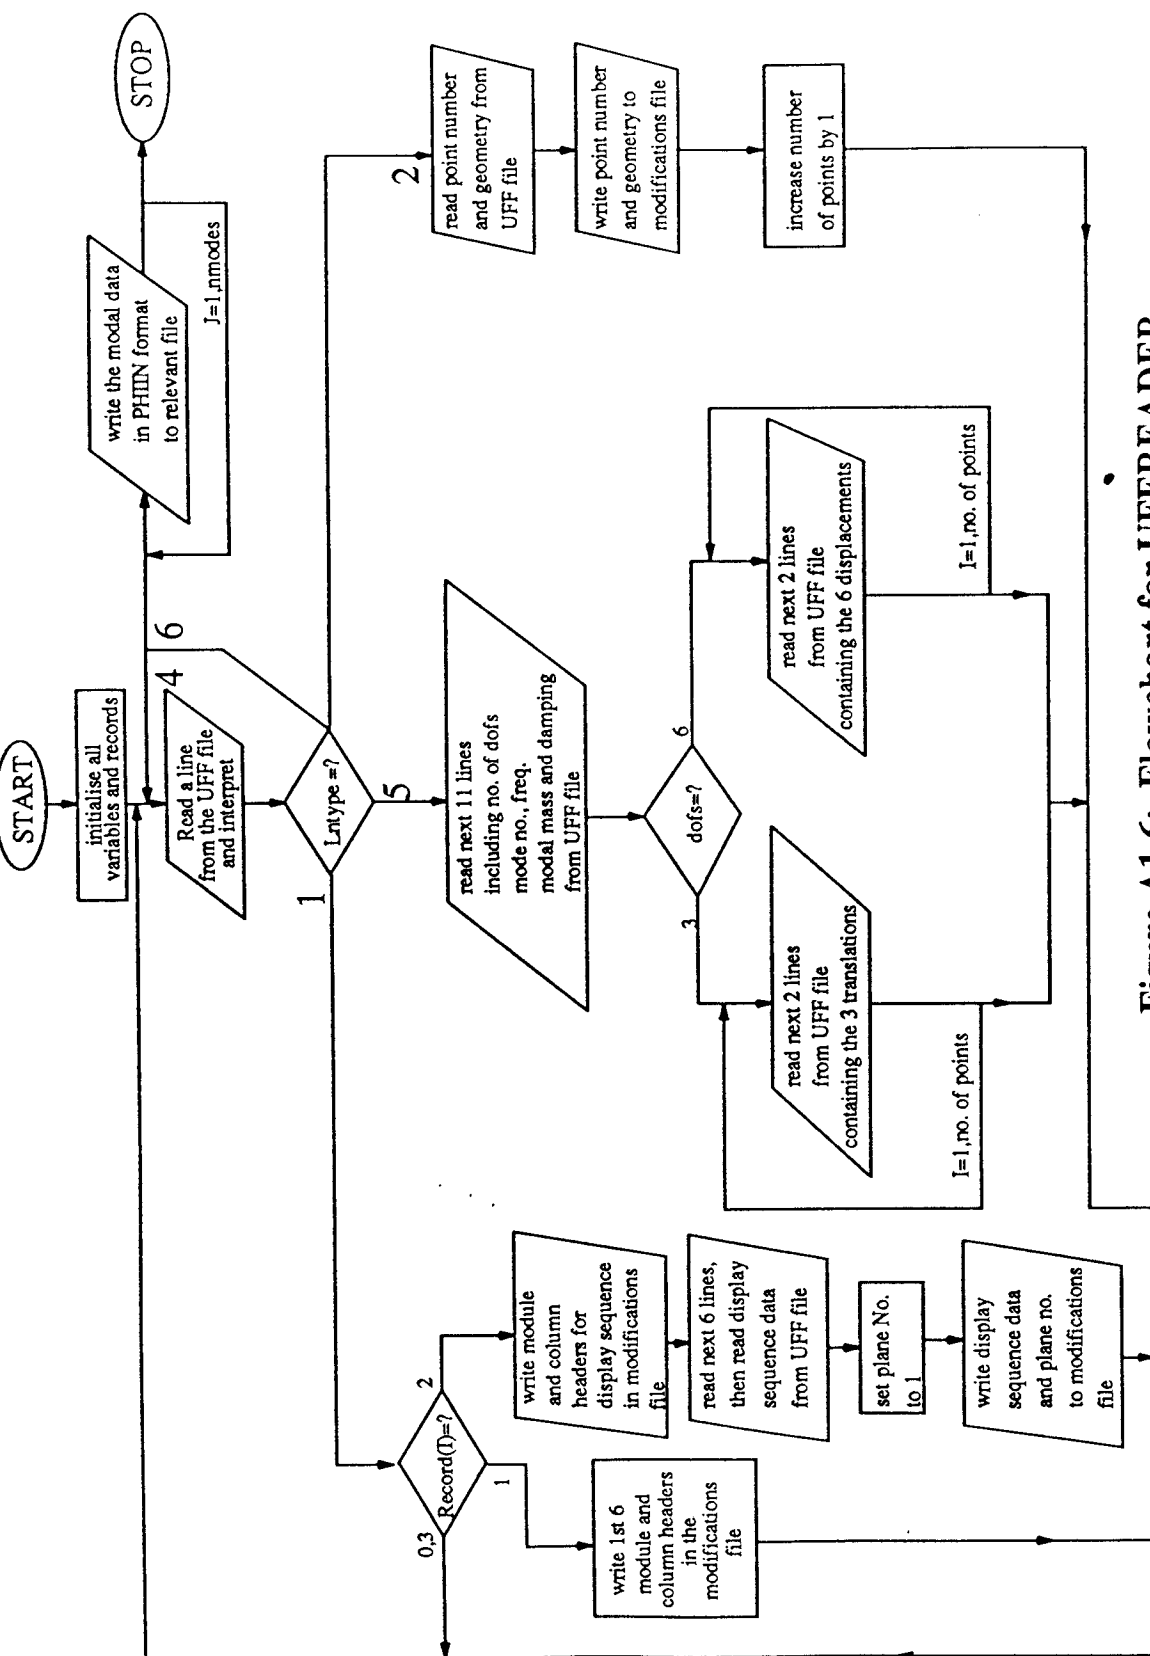 START
initialise all
variables and records
4
Read a line
from the UFF file
and interpret
6
Lntype =?
1
5
2
write the modal data
in PHIIN format
to relevant file
J=1,nmodes
STOP
Record(I)=?
0,3
1
2
write 1st 6
module and
column headers
in the
modifications
file
write module
and column
headers for
display sequence
in modifications
file
read next 6 lines,
then read display
sequence data
from UFF file
set plane No.
to 1
write display
sequence data
and plane no.
to modifications
file
read next 11 lines
including no. of dofs
mode no., freq.
modal mass and damping
from UFF file
dofs=?
3
6
read next 2 lines
from UFF file
containing the 3 translations
I=1,no. of points
read next 2 lines
from UFF file
containing the 6 displacements
I=1,no. of points
read point number
and geometry from
UFF file
write point number
and geometry to
modifications file
increase number
of points by 1
Figure A1.6: Flowchart for UFFREADER